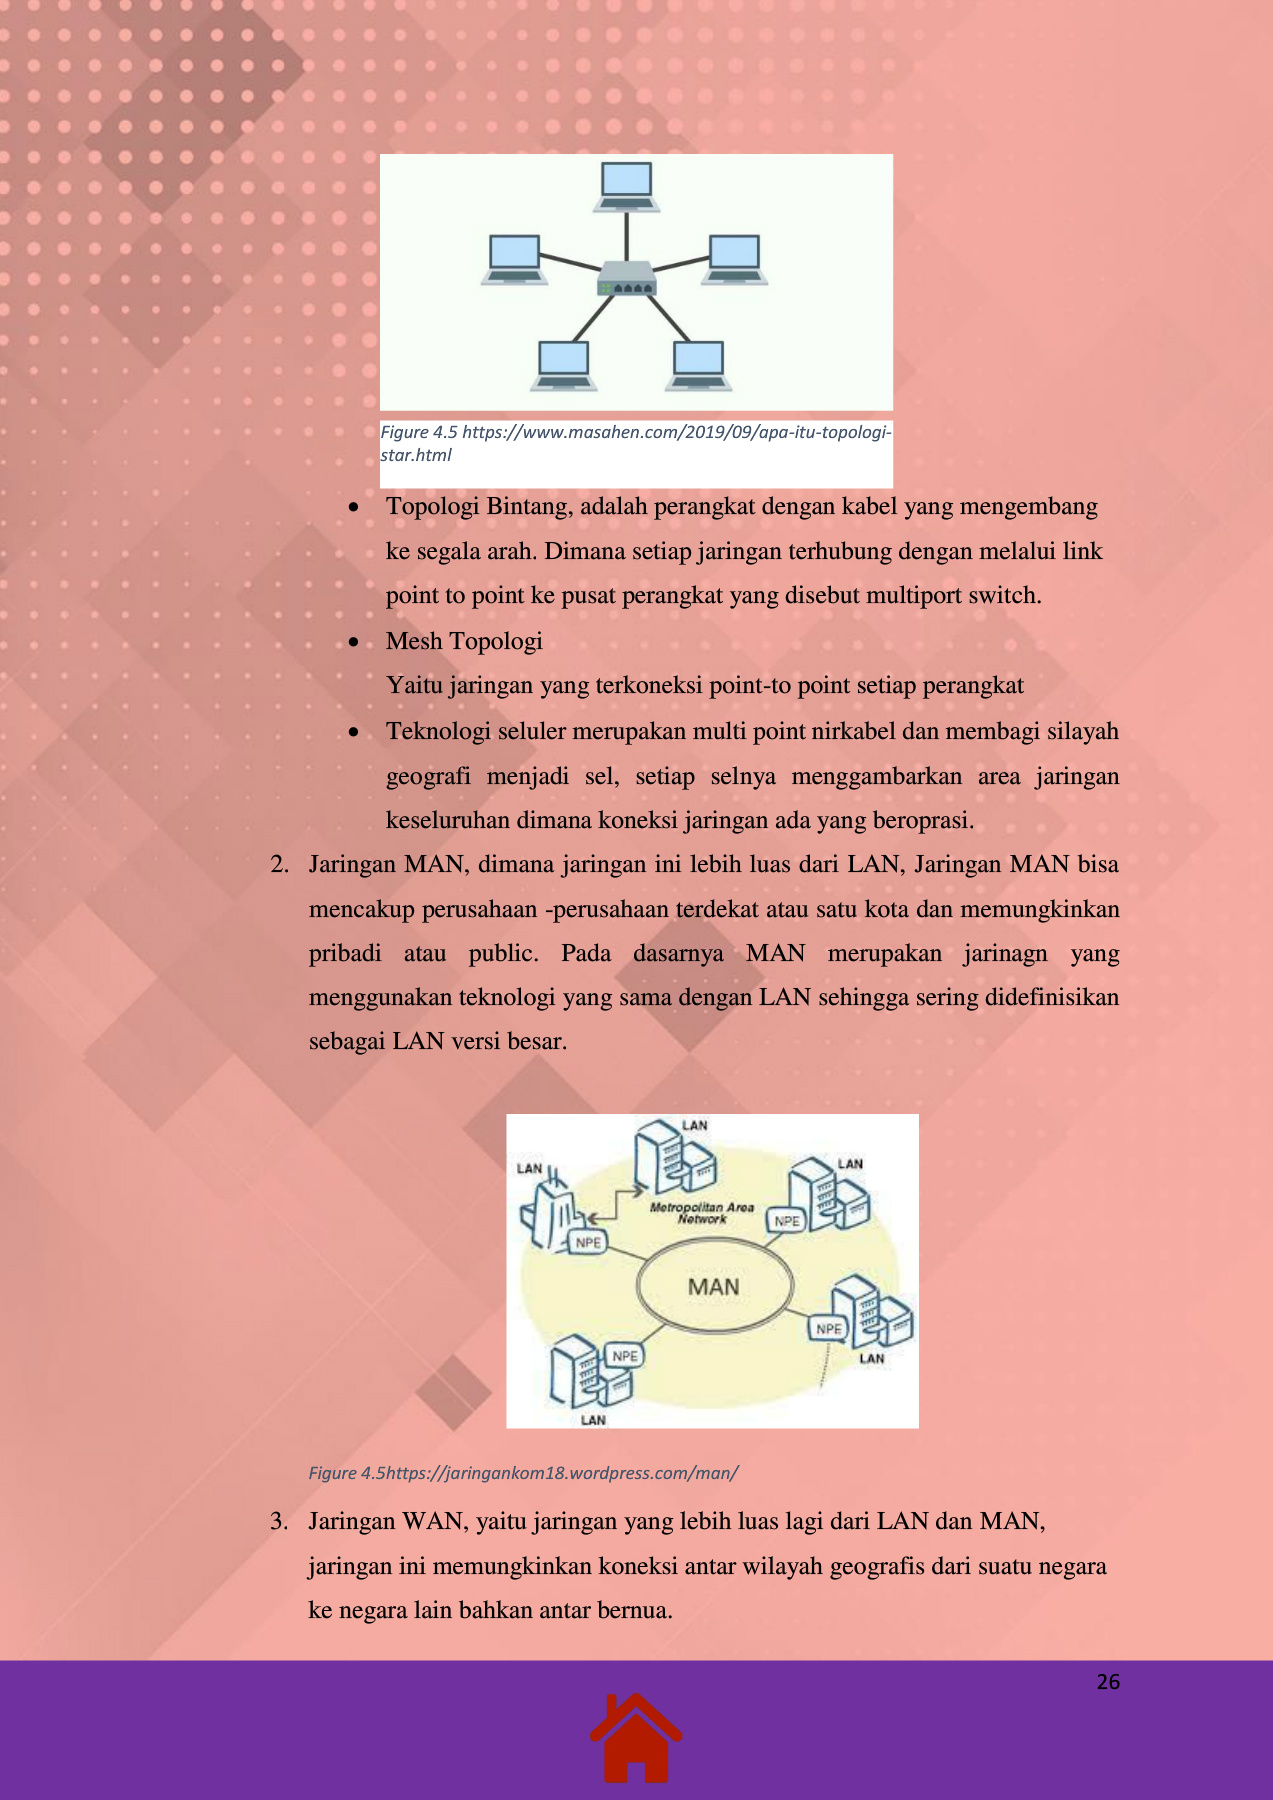 Figure 4.5 https://www.masahen.com/2019/09/apa-itu-topologi-
star.html
• Topologi Bintang, adalah perangkat dengan kabel yang mengembang
ke segala arah. Dimana setiap jaringan terhubung dengan melalui link
point to point ke pusat perangkat yang disebut multiport switch.
• Mesh Topologi
Yaitu jaringan yang terkoneksi point-to point setiap perangkat
• Teknologi seluler merupakan multi point nirkabel dan membagi silayah
geografi menjadi sel, setiap selnya menggambarkan area jaringan
keseluruhan dimana koneksi jaringan ada yang beroprasi.
2. Jaringan MAN, dimana jaringan ini lebih luas dari LAN, Jaringan MAN bisa
mencakup perusahaan -perusahaan terdekat atau satu kota dan memungkinkan
pribadi atau public. Pada dasarnya MAN merupakan jarinagn yang
menggunakan teknologi yang sama dengan LAN sehingga sering didefinisikan
sebagai LAN versi besar.
LAN
LAN
LAN
Metropolitan Area
Network
NPE
NPE
MAN
NPE
NPE
LAN
LAN
Figure 4.5https://jaringankom18.wordpress.com/man/
3. Jaringan WAN, yaitu jaringan yang lebih luas lagi dari LAN dan MAN,
jaringan ini memungkinkan koneksi antar wilayah geografis dari suatu negara
ke negara lain bahkan antar bernua.
26